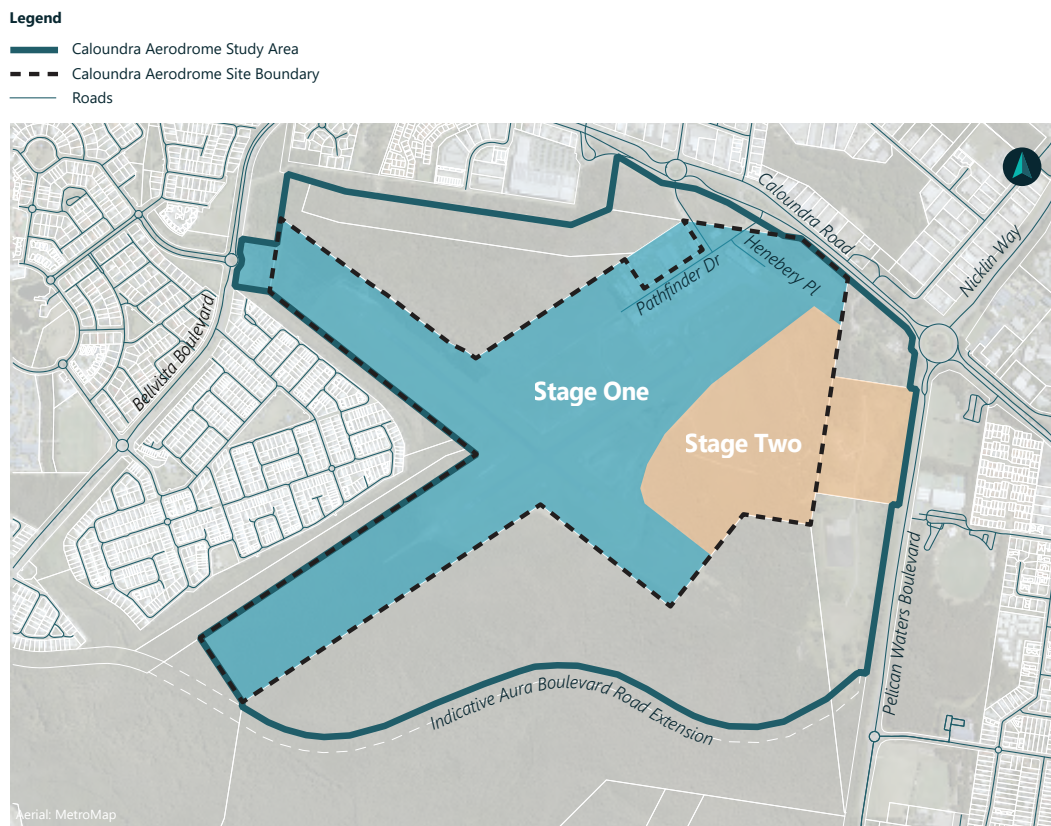 Legend
Caloundra Aerodrome Study Area
Caloundra Aerodrome Site Boundary
Roads
Caloundra Road
Nicklin Way
Henebery Pl
Pathfinder Dr
Bellvista Boulevard
Stage One
Stage Two
Pelican Waters Boulevard
Indicative Aura Boulevard Road Extension
Aerial: MetroMap